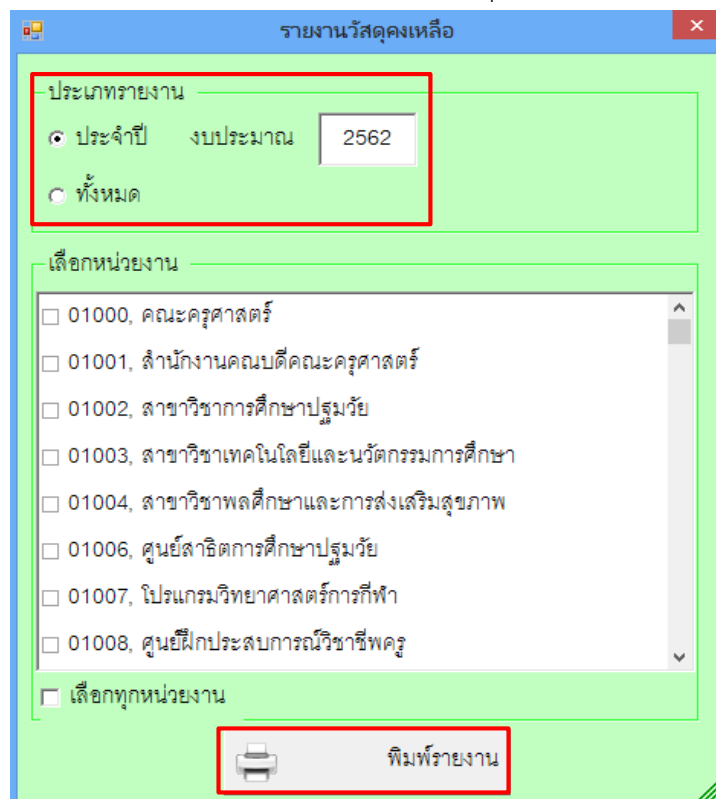 รายงานวัสดุคงเหลือ
ประเภทรายงาน
ประจำปี งบประมาณ 2562
ทั้งหมด
เลือกหน่วยงาน
01000, คณะครุศาสตร์
01001, สำนักงานคณบดีคณะครุศาสตร์
01002, สาขาวิชาการศึกษาปฐมวัย
01003, สาขาวิชาเทคโนโลยีและนวัตกรรมการศึกษา
01004, สาขาวิชาพลศึกษาและการส่งเสริมสุขภาพ
01006, ศูนย์สาธิตการศึกษาปฐมวัย
01007, โปรแกรมวิทยาศาสตร์การกีฬา
01008, ศูนย์ฝึกประสบการณ์วิชาชีพครู
เลือกทุกหน่วยงาน
พิมพ์รายงาน